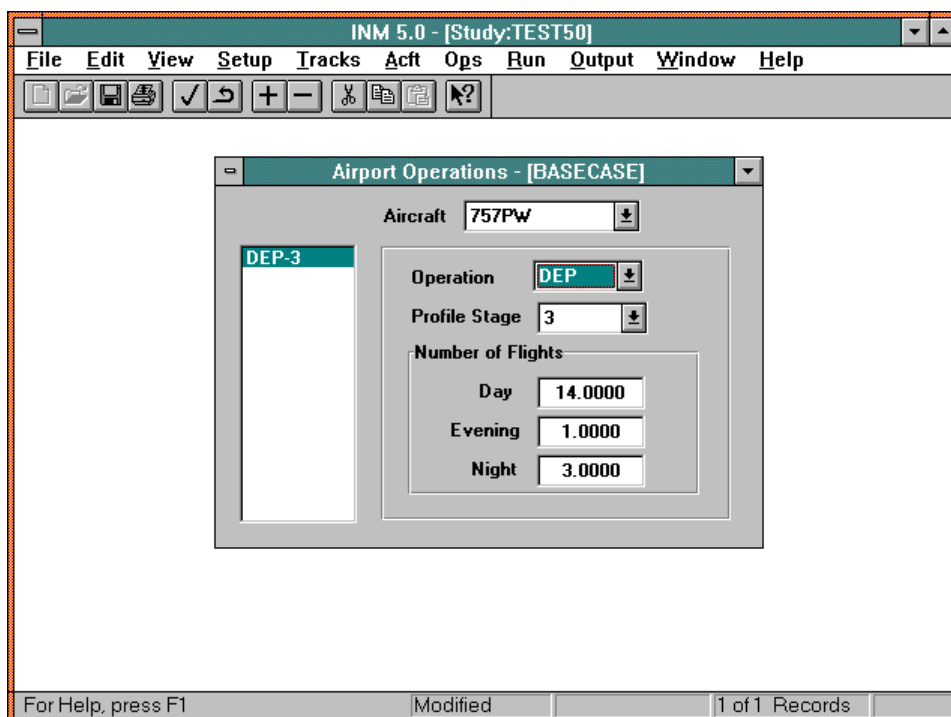 INM 5.0 - [Study:TEST50]
File Edit View Setup Tracks Acft Ops Run Output Window Help
Airport Operations - [BASECASE]
Aircraft 757PW
DEP-3
Operation DEP
Profile Stage 3
Number of Flights
Day 14.0000
Evening 1.0000
Night 3.0000
For Help, press F1 Modified 1 of 1 Records